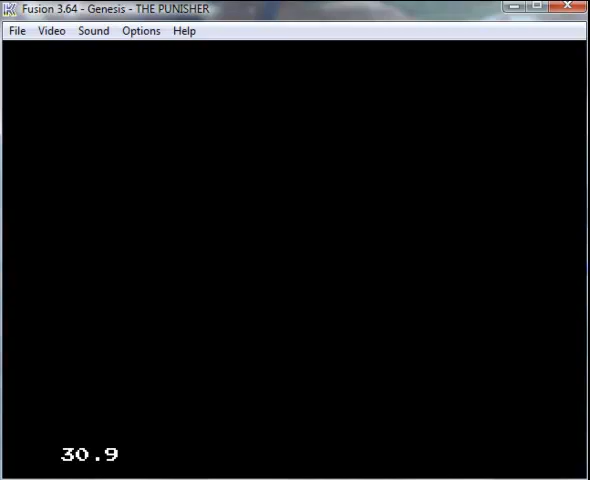 Fusion 3.64 - Genesis - THE PUNISHER
File Video Sound Options Help
30.9